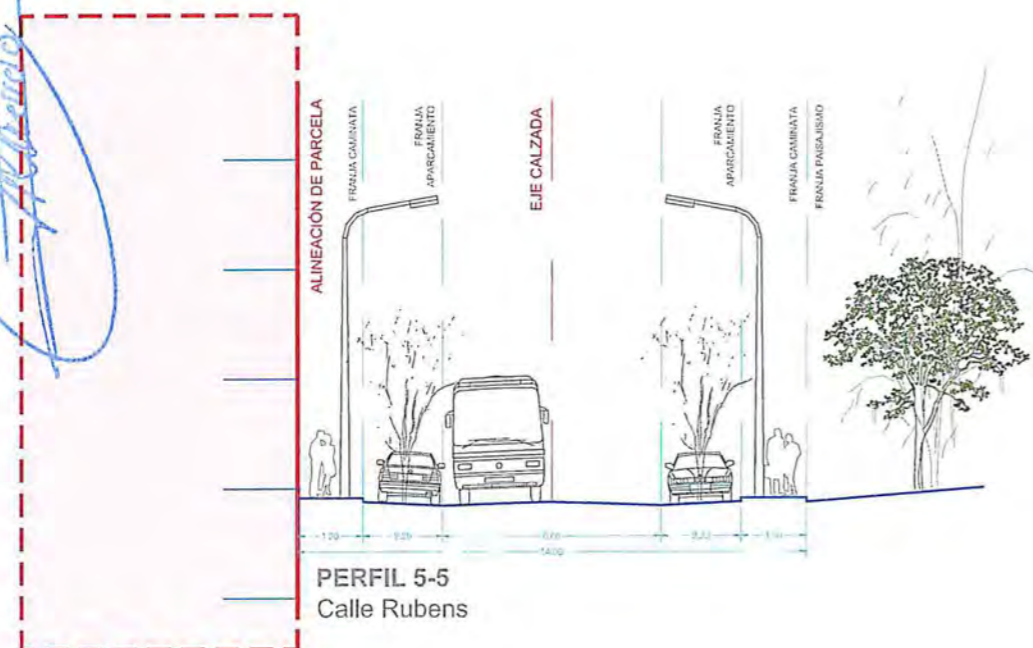 ALINEACIÓN DE PARCELA
FRANJA CAMINATA
FRANJA
APARCAMIENTO
EJE CALZADA
FRANJA
APARCAMIENTO
FRANJA CAMINATA
FRANJA PAISAJISMO
PERFIL 5-5
Calle Rubens